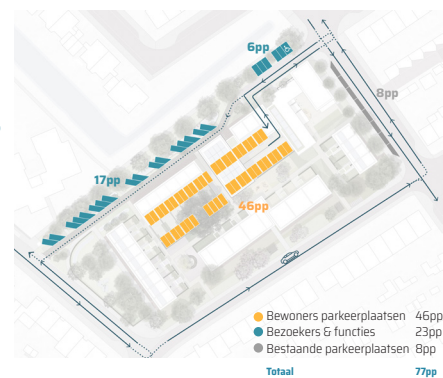 6pp
8pp
17pp
46pp
Bewoners parkeerplaatsen 46pp
Bezoekers & functies 23pp
Bestaande parkeerplaatsen 8pp
Totaal 77pp